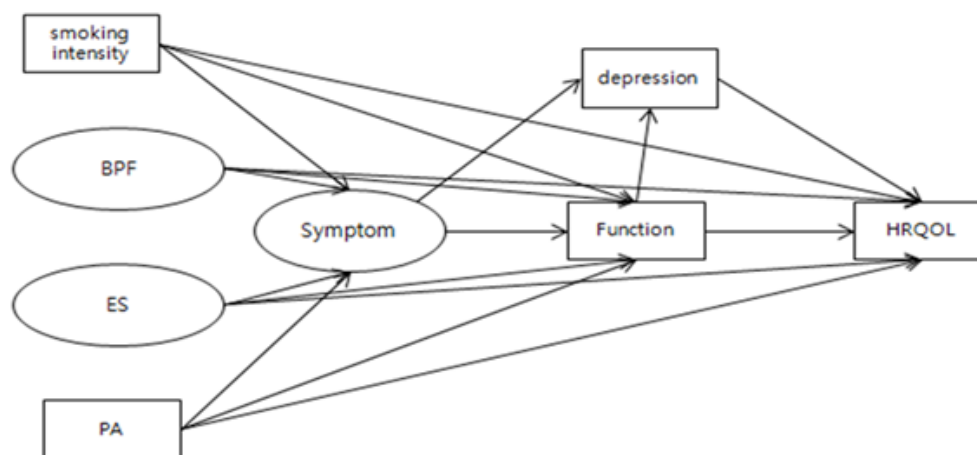 smoking
intensity
depression
BPF
Symptom
Function
HRQOL
ES
PA